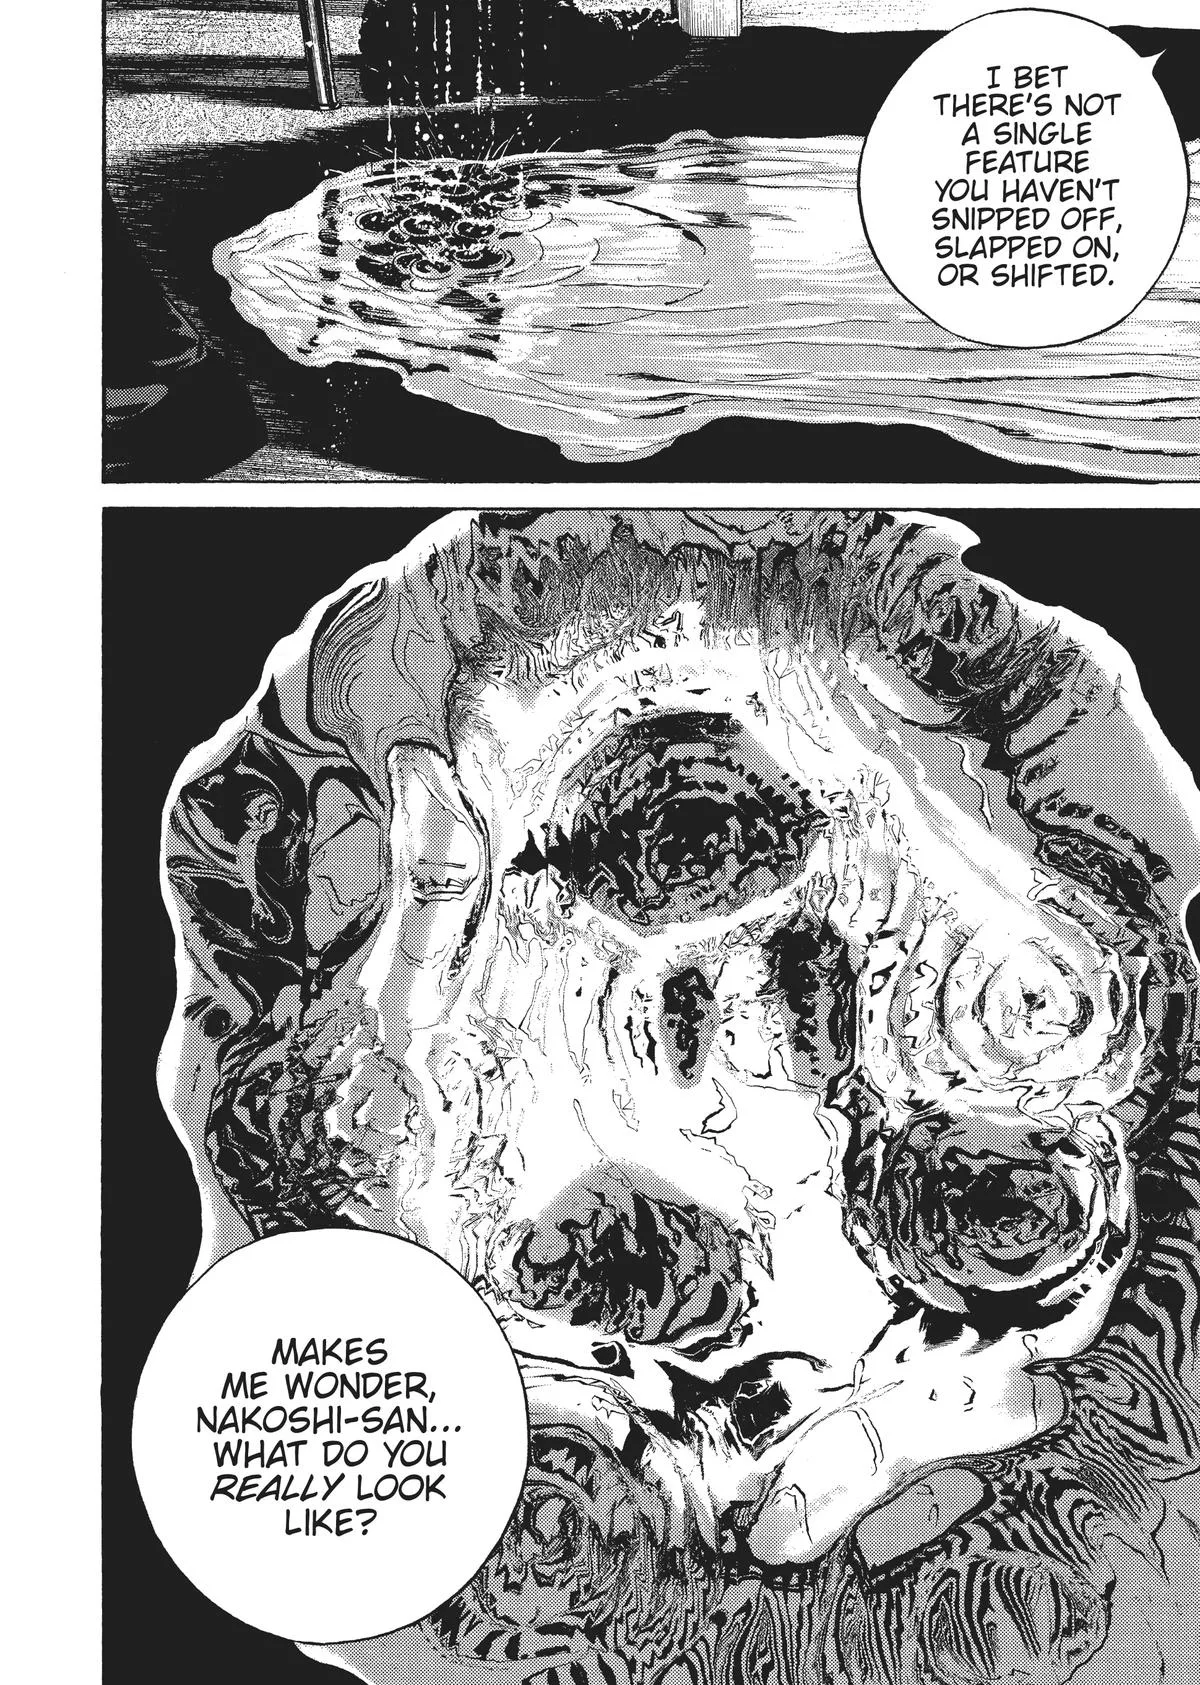 I BET
THERE'S NOT
A SINGLE
FEATURE
YOU HAVEN'T
SNIPPED OFF,
SLAPPED ON,
OR SHIFTED.
MAKES
ME WONDER,
NAKOSHI-SAN...
WHAT DO YOU
REALLY LOOK
LIKE?